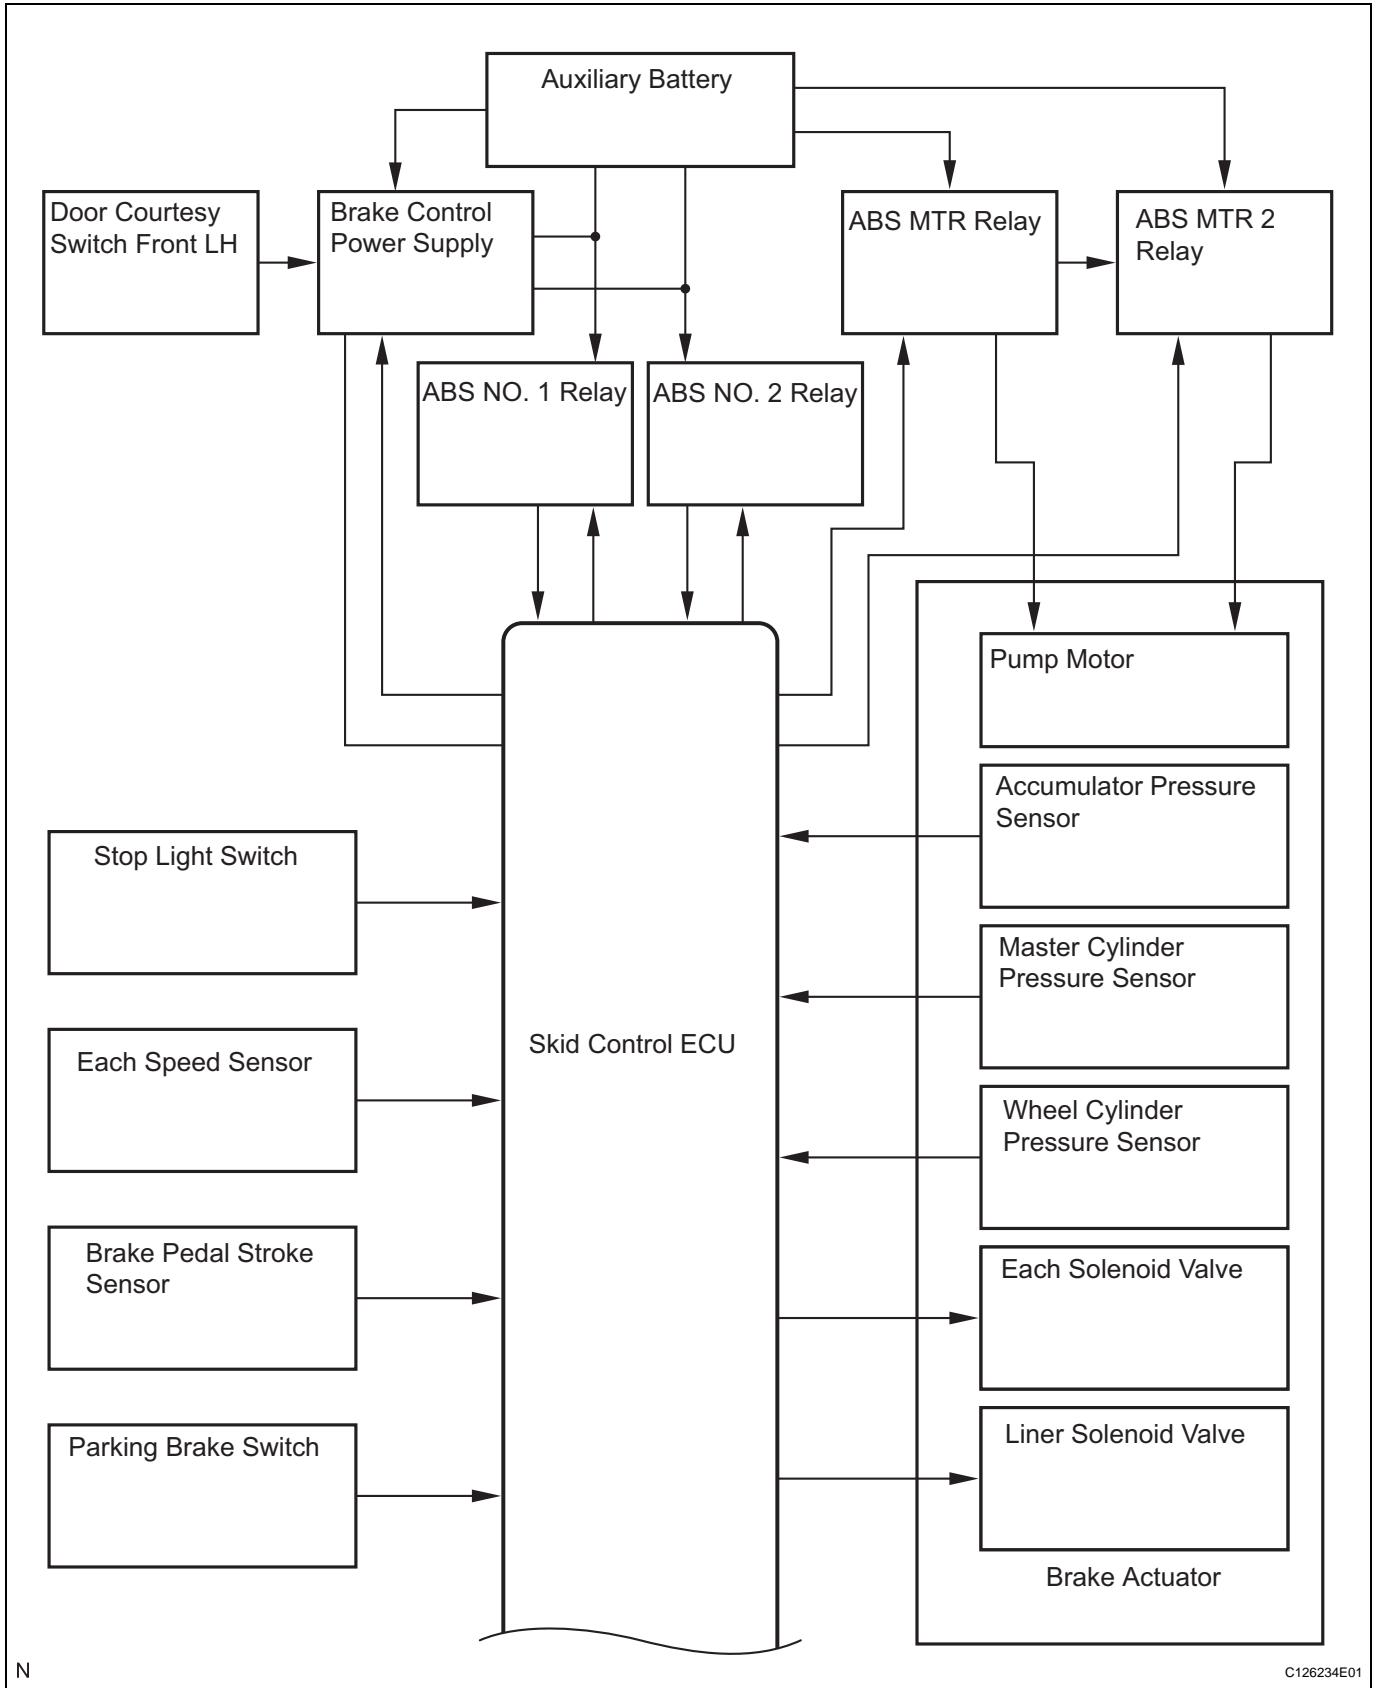 Auxiliary Battery
Door Courtesy
Switch Front LH
Brake Control
Power Supply
ABS MTR Relay
ABS MTR 2
Relay
ABS NO. 1 Relay
ABS NO. 2 Relay
Pump Motor
Accumulator Pressure
Sensor
Stop Light Switch
Master Cylinder
Pressure Sensor
Skid Control ECU
Each Speed Sensor
Wheel Cylinder
Pressure Sensor
Brake Pedal Stroke
Sensor
Each Solenoid Valve
Parking Brake Switch
Liner Solenoid Valve
Brake Actuator
N
C126234E01